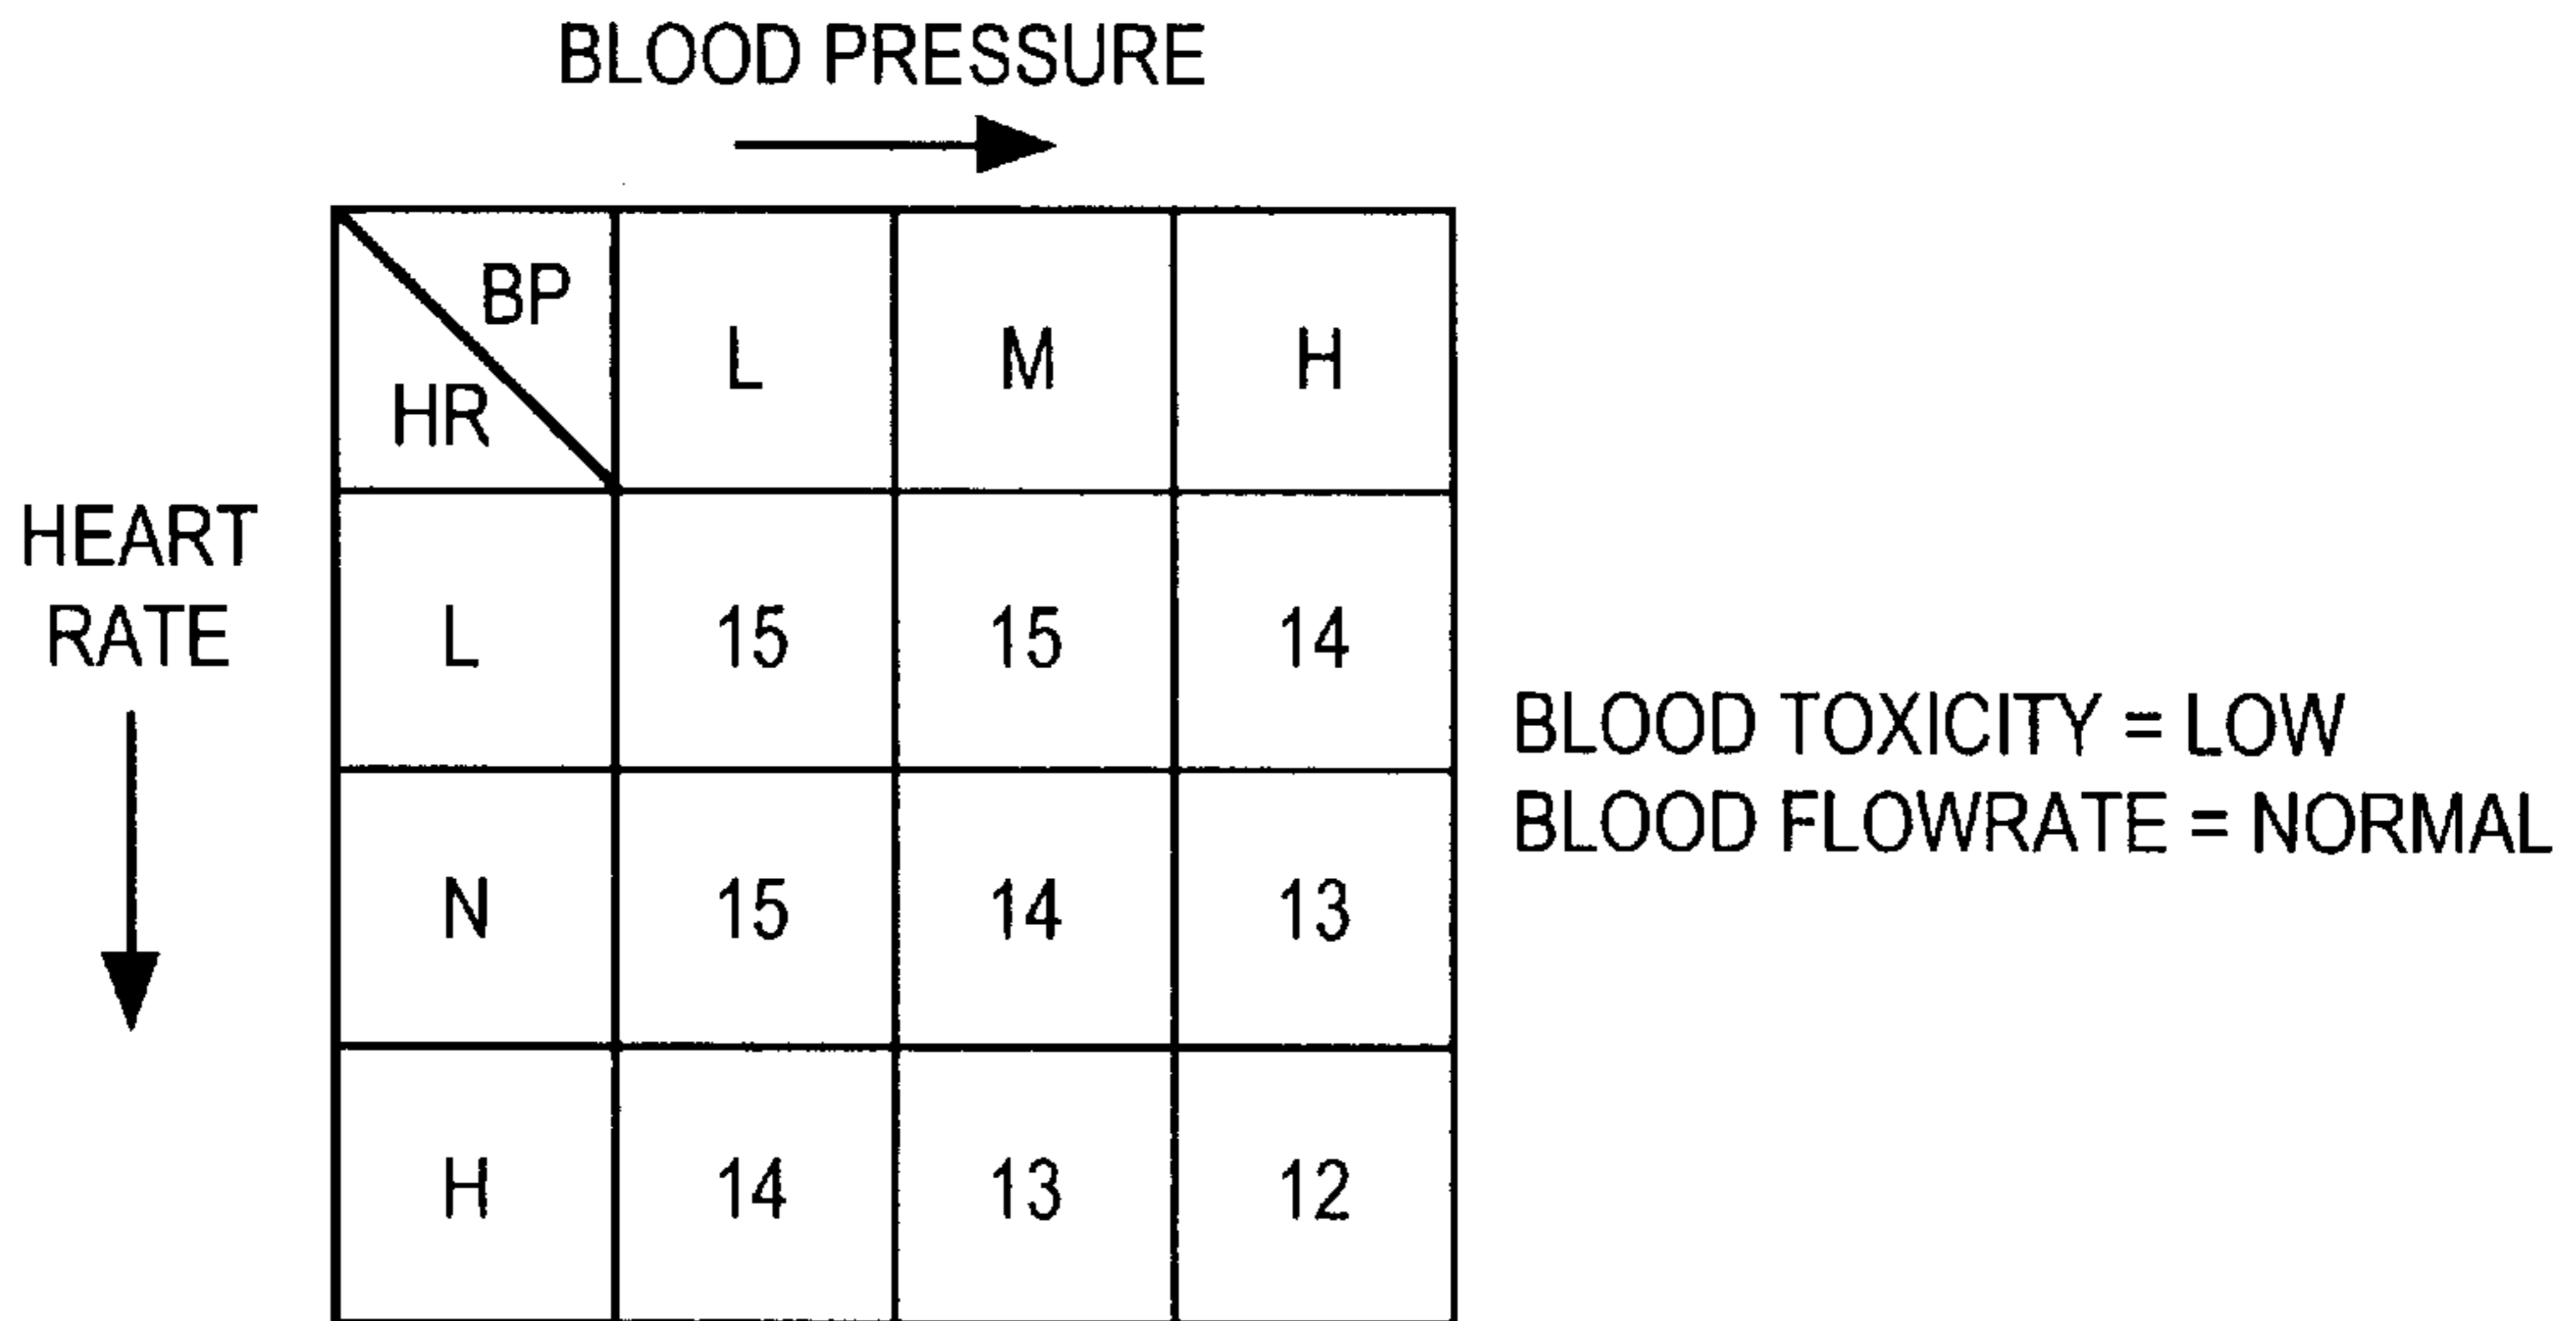 BLOOD PRESSURE
BP
HR
L M H
HEART
RATE
L 15 15 14
N 15 14 13
H 14 13 12
BLOOD TOXICITY = LOW
BLOOD FLOWRATE = NORMAL